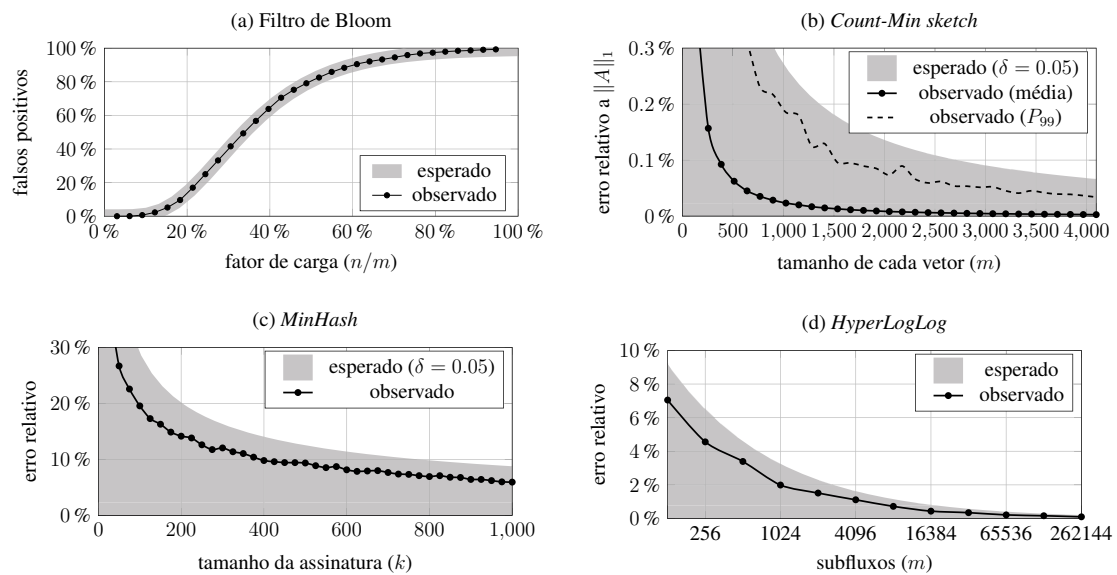 (a) Filtro de Bloom
100 %
80 %
60 %
40 %
20 %
0 %
falsos positivos
esperado
observado
0 % 20 % 40 % 60 % 80 % 100 %
fator de carga (n/m)
(b) Count-Min sketch
0.3 %
0.2 %
0.1 %
0 %
erro relativo a ‖A‖₁
esperado (δ = 0.05)
observado (média)
observado (P₉₉)
0 500 1,000 1,500 2,000 2,500 3,000 3,500 4,000
tamanho de cada vetor (m)
(c) MinHash
30 %
20 %
10 %
0 %
erro relativo
esperado (δ = 0.05)
observado
0 200 400 600 800 1,000
tamanho da assinatura (k)
(d) HyperLogLog
10 %
8 %
6 %
4 %
2 %
0 %
erro relativo
esperado
observado
256 1024 4096 16384 65536 262144
subfluxos (m)